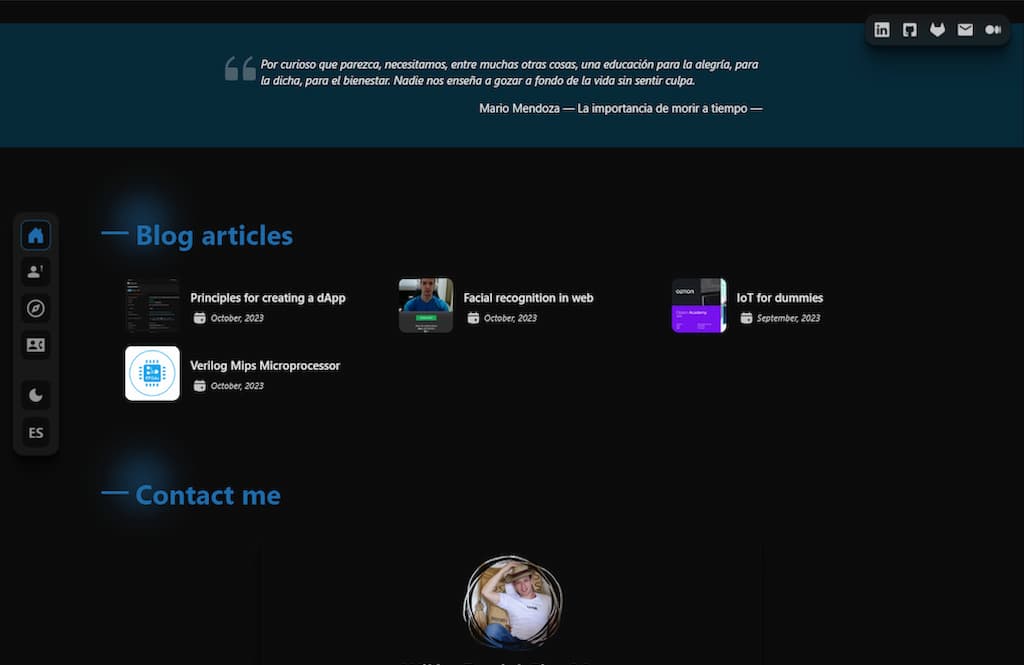 Por curioso que parezca, necesitamos, entre muchas otras cosas, una educación para la alegría, para
la dicha, para el bienestar. Nadie nos enseña a gozar a fondo de la vida sin sentir culpa.
Mario Mendoza — La importancia de morir a tiempo —
Blog articles
Principles for creating a dApp
October, 2023
Facial recognition in web
October, 2023
IoT for dummies
September, 2023
Verilog Mips Microprocessor
October, 2023
ES
Contact me